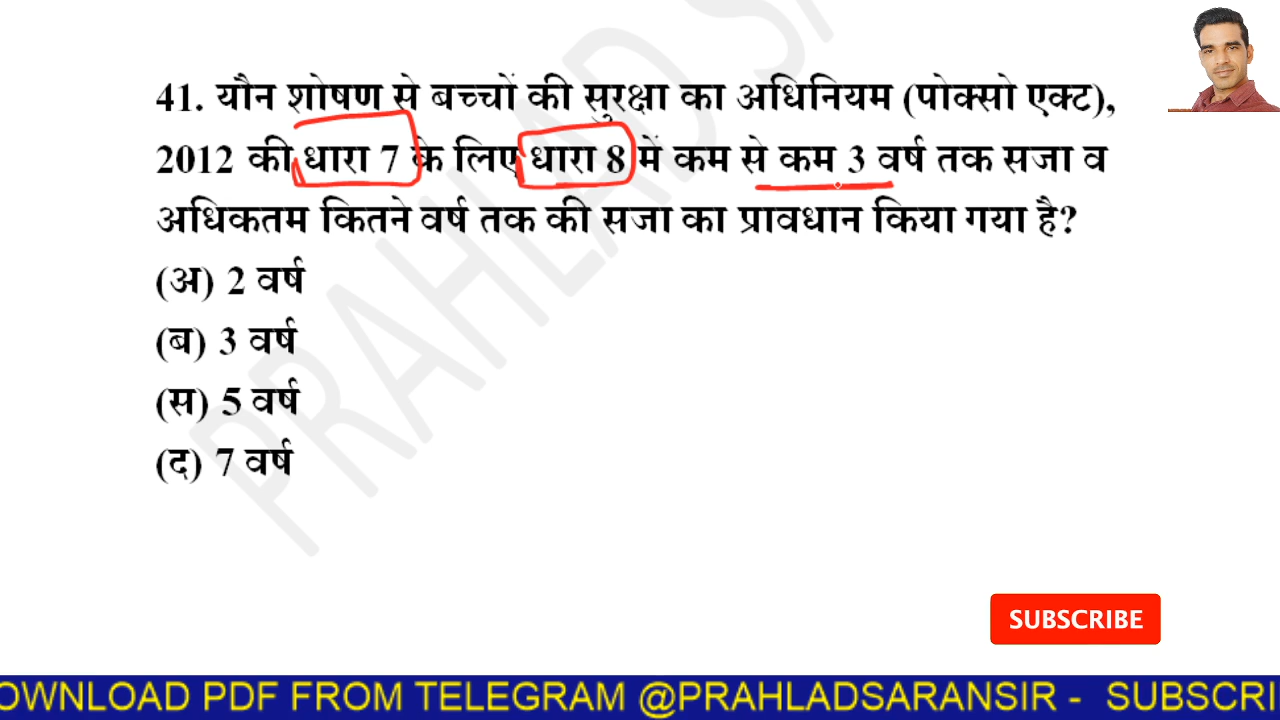 41. यौन शोषण से बच्चों की सुरक्षा का अधिनियम (पोक्सो एक्ट),
2012 की धारा 7 के लिए धारा 8 में कम से कम 3 वर्ष तक सजा व
अधिकतम कितने वर्ष तक की सजा का प्रावधान किया गया है?
(अ) 2 वर्ष
(ब) 3 वर्ष
(स) 5 वर्ष
(द) 7 वर्ष
PRAHLAD SA
SUBSCRIBE
OWNLOAD PDF FROM TELEGRAM @PRAHLADSARANSIR - SUBSCRI